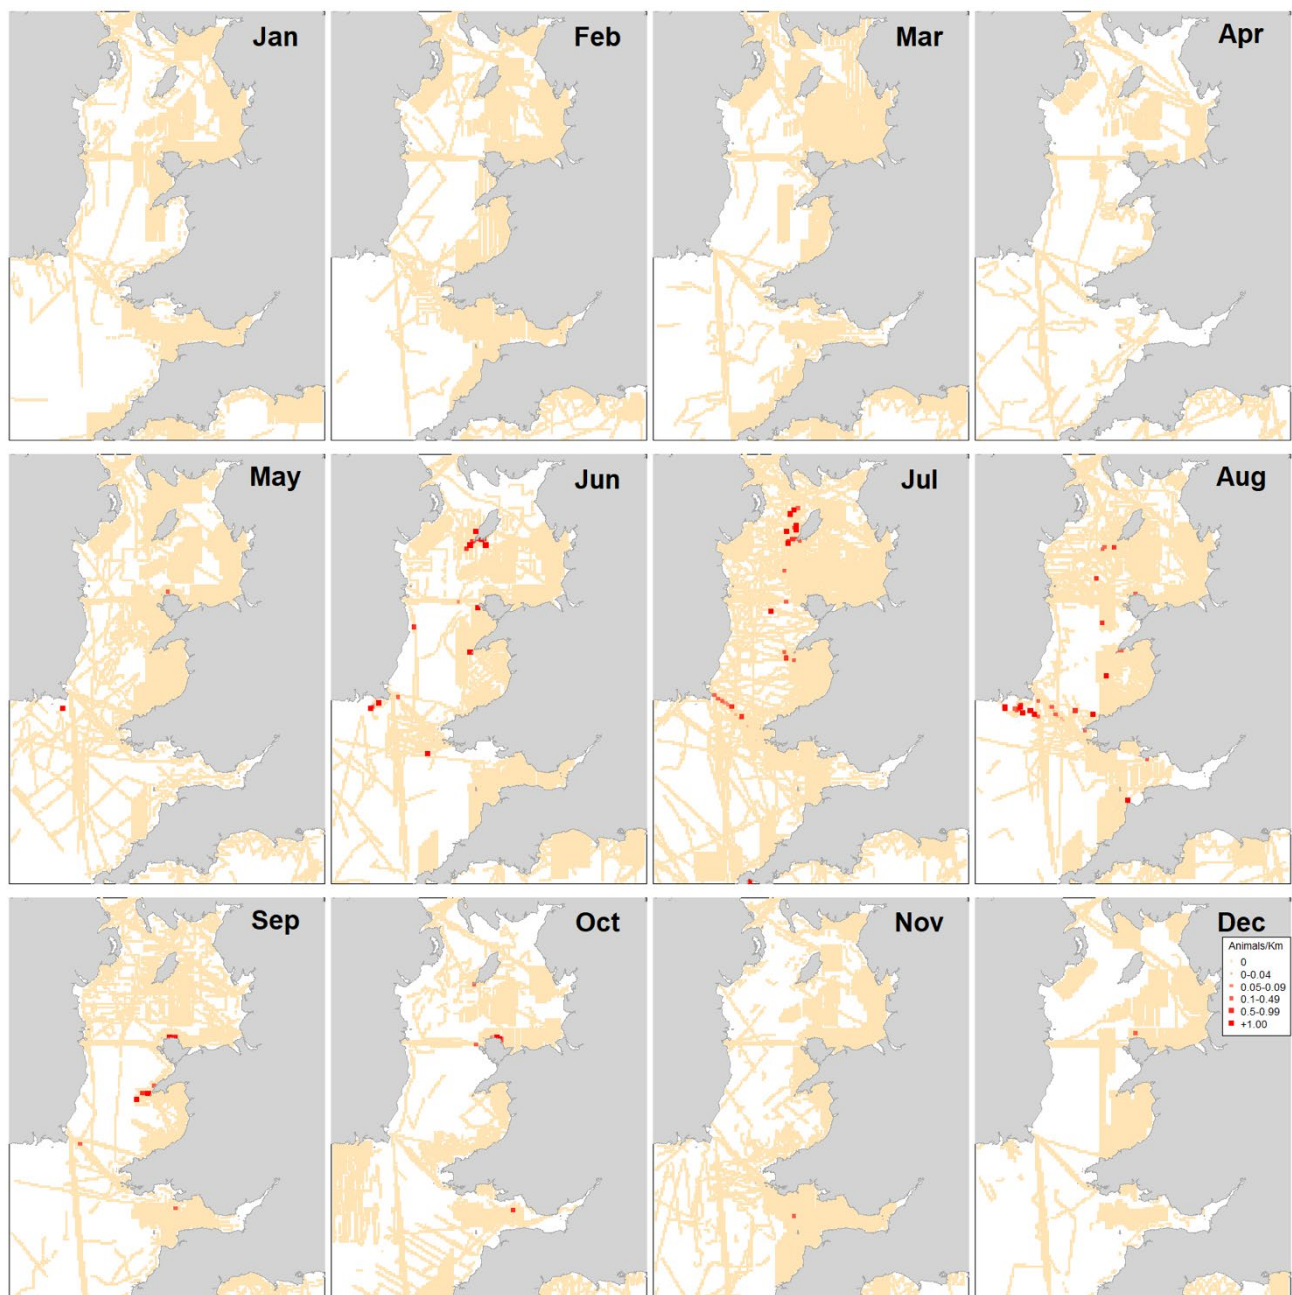 Jan
Feb
Mar
Apr
May
Jun
Jul
Aug
Sep
Oct
Nov
Dec
Animals/Km
0
0-0.04
0.05-0.09
0.1-0.49
0.5-0.99
+1.00